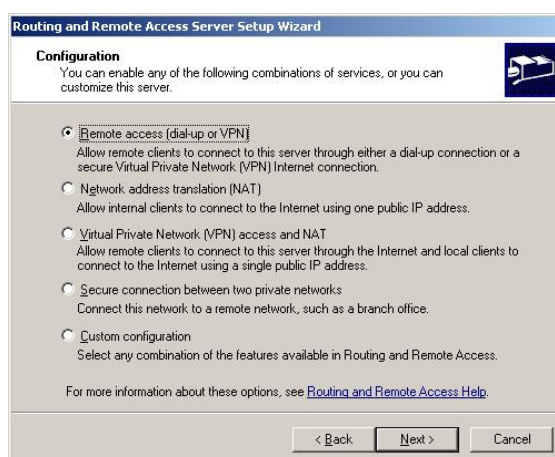 Routing and Remote Access Server Setup Wizard
Configuration
You can enable any of the following combinations of services, or you can
customize this server.
Remote access (dial-up or VPN)
Allow remote clients to connect to this server through either a dial-up connection or a
secure Virtual Private Network (VPN) Internet connection.
Network address translation (NAT)
Allow internal clients to connect to the Internet using one public IP address.
Virtual Private Network (VPN) access and NAT
Allow remote clients to connect to this server through the Internet and local clients to
connect to the Internet using a single public IP address.
Secure connection between two private networks
Connect this network to a remote network, such as a branch office.
Custom configuration
Select any combination of the features available in Routing and Remote Access.
For more information about these options, see Routing and Remote Access Help.
< Back Next > Cancel